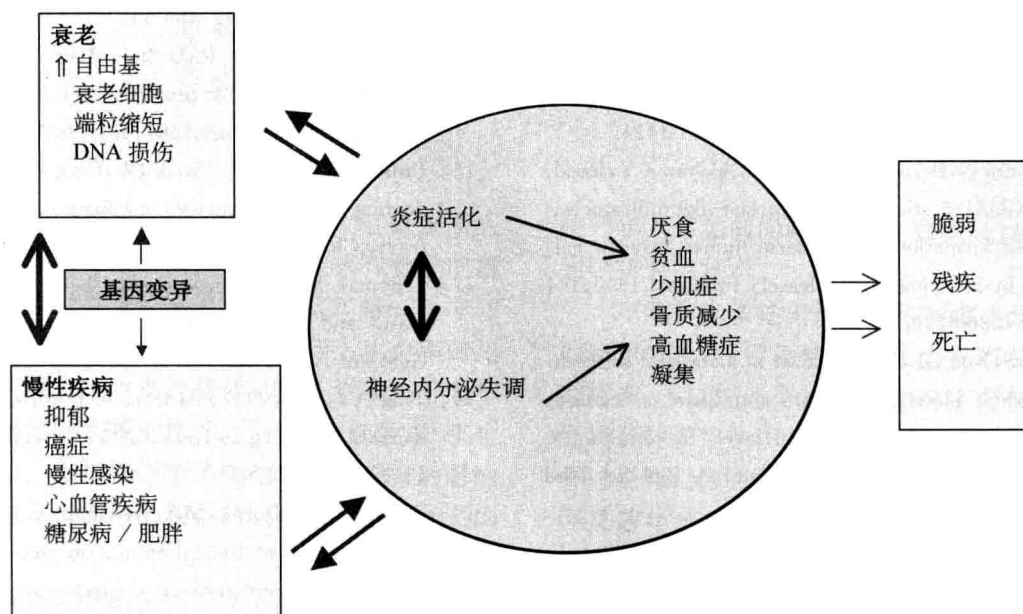 衰老
⇑自由基
衰老细胞
端粒缩短
DNA 损伤
基因变异
慢性疾病
抑郁
癌症
慢性感染
心血管疾病
糖尿病 / 肥胖
炎症活化
神经内分泌失调
厌食
贫血
少肌症
骨质减少
高血糖症
凝集
脆弱
残疾
死亡